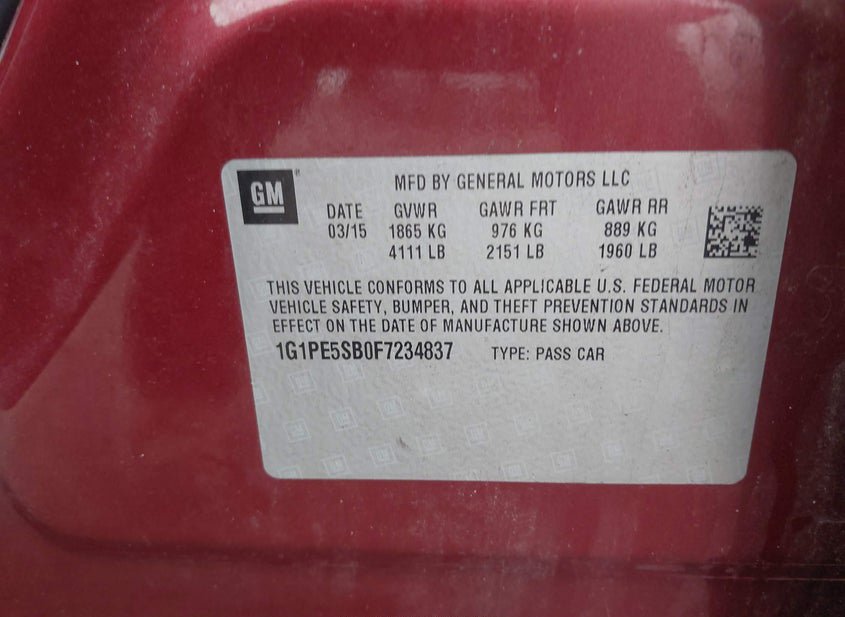 GM
MFD BY GENERAL MOTORS LLC
DATE GVWR GAWR FRT GAWR RR
03/15 1865 KG 976 KG 889 KG
4111 LB 2151 LB 1960 LB
THIS VEHICLE CONFORMS TO ALL APPLICABLE U.S. FEDERAL MOTOR
VEHICLE SAFETY, BUMPER, AND THEFT PREVENTION STANDARDS IN
EFFECT ON THE DATE OF MANUFACTURE SHOWN ABOVE.
1G1PE5SB0F7234837 TYPE: PASS CAR